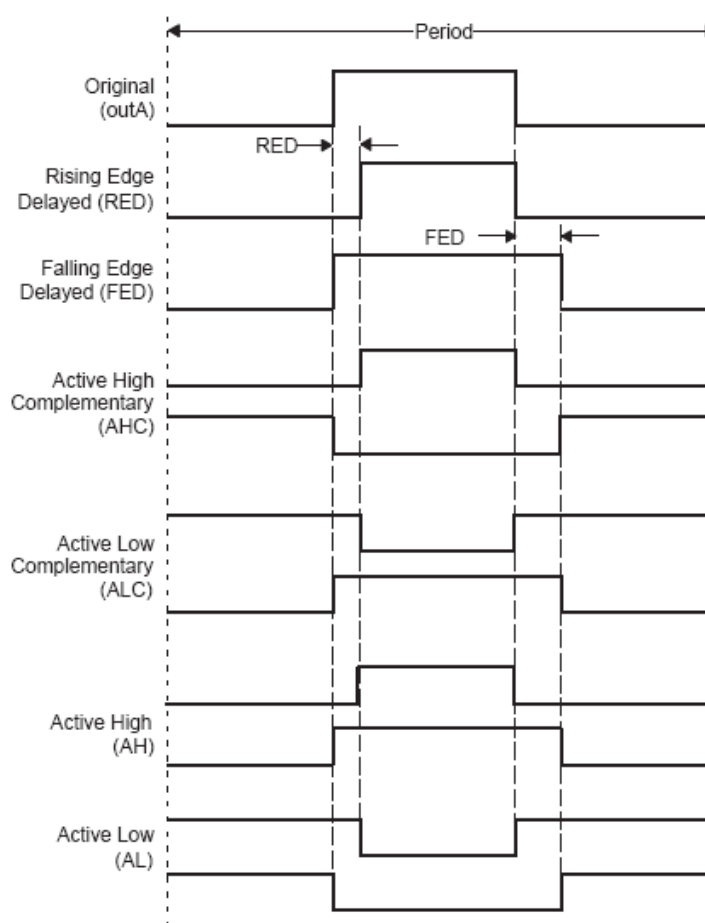 Period
Original
(outA)
RED
Rising Edge
Delayed (RED)
FED
Falling Edge
Delayed (FED)
Active High
Complementary
(AHC)
Active Low
Complementary
(ALC)
Active High
(AH)
Active Low
(AL)